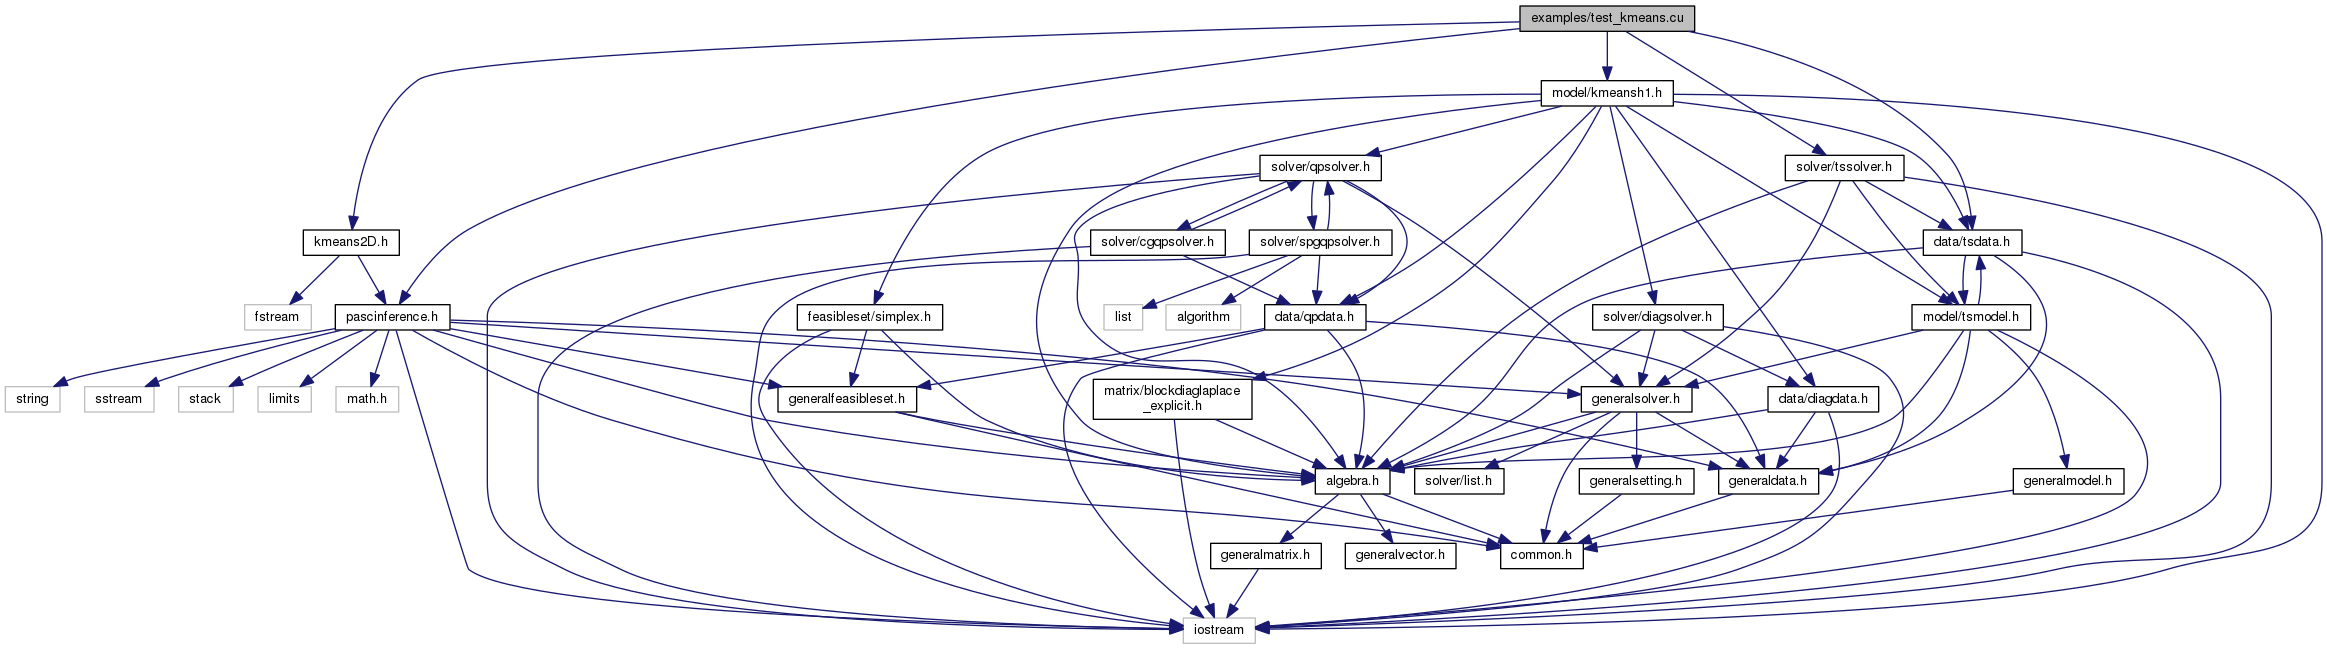 examples/test_kmeans.cu
model/kmeansh1.h
solver/qpsolver.h
solver/tssolver.h
kmeans2D.h
solver/cgqpsolver.h
solver/spgqpsolver.h
data/tsdata.h
fstream
pascinference.h
feasibleset/simplex.h
list
algorithm
data/qpdata.h
solver/diagsolver.h
model/tsmodel.h
string
sstream
stack
limits
math.h
generalfeasibleset.h
matrix/blockdiaglaplace
_explicit.h
generalsolver.h
data/diagdata.h
algebra.h
solver/list.h
generalsetting.h
generaldata.h
generalmodel.h
generalmatrix.h
generalvector.h
common.h
iostream